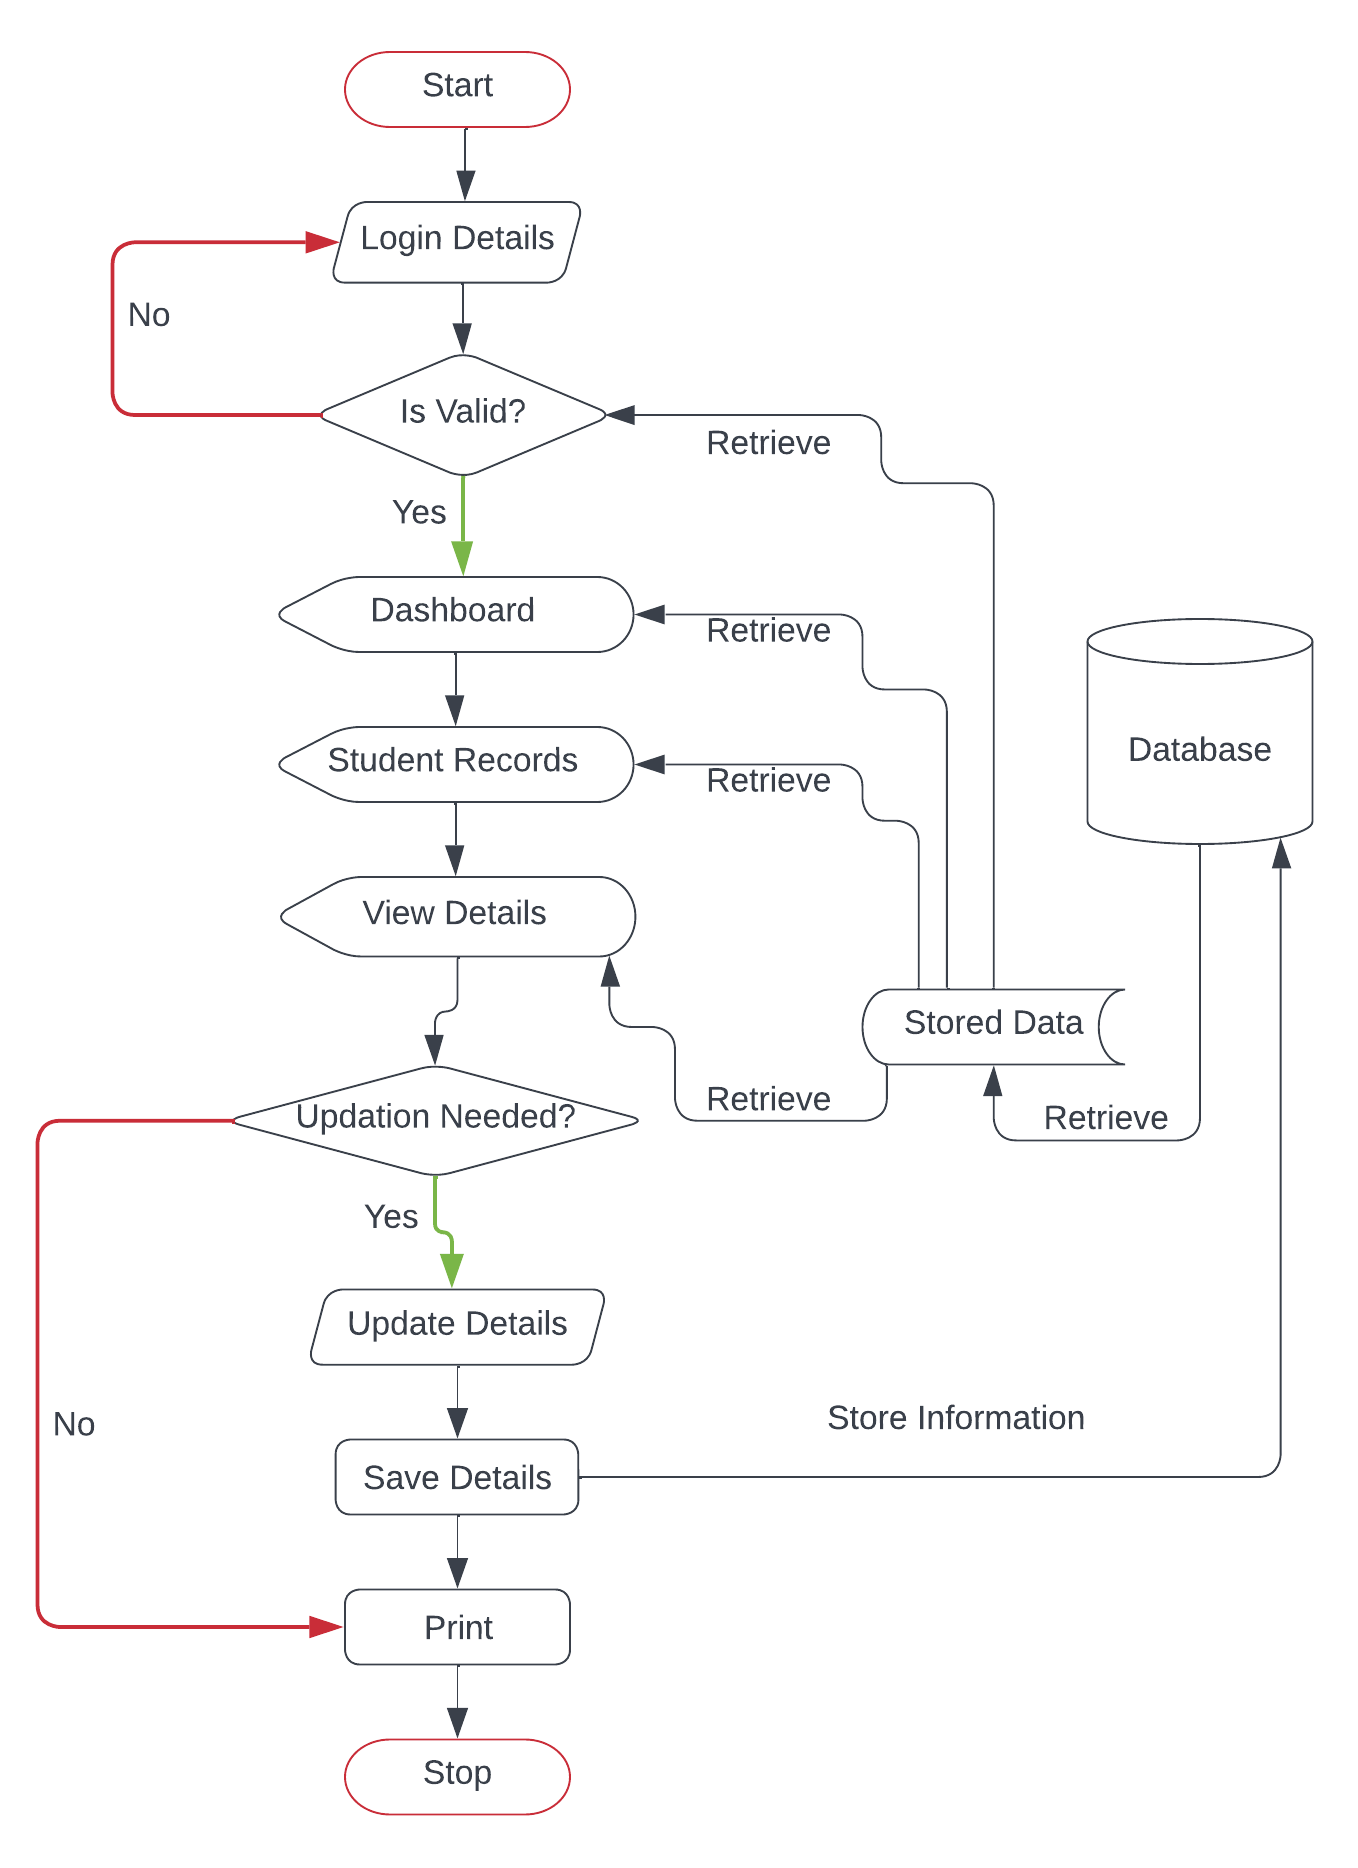 Start
Login Details
No
Is Valid?
Retrieve
Yes
Dashboard
Retrieve
Student Records
Retrieve
Database
View Details
Stored Data
Retrieve
Retrieve
Updation Needed?
Yes
Update Details
No
Store Information
Save Details
Print
Stop